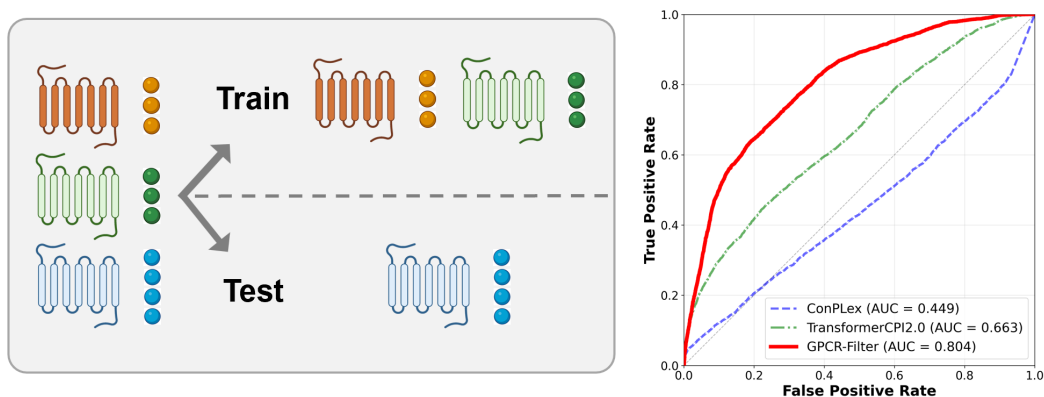 Train
Test
True Positive Rate
1.0
0.8
0.6
0.4
0.2
0.0
ConPLex (AUC = 0.449)
TransformerCPI2.0 (AUC = 0.663)
GPCR-Filter (AUC = 0.804)
0.0 0.2 0.4 0.6 0.8 1.0
False Positive Rate